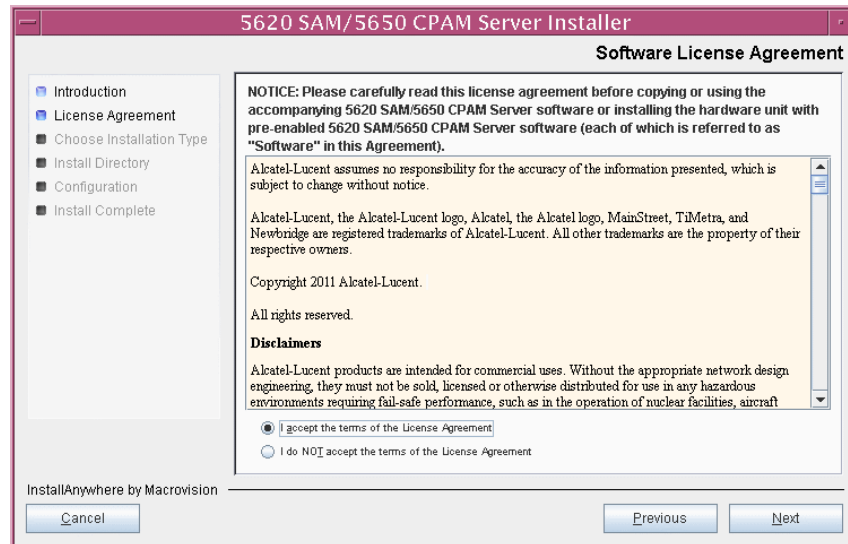 5620 SAM/5650 CPAM Server Installer
Software License Agreement
Introduction
License Agreement
Choose Installation Type
Install Directory
Configuration
Install Complete
NOTICE: Please carefully read this license agreement before copying or using the
accompanying 5620 SAM/5650 CPAM Server software or installing the hardware unit with
pre-enabled 5620 SAM/5650 CPAM Server software (each of which is referred to as
"Software" in this Agreement).
Alcatel-Lucent assumes no responsibility for the accuracy of the information presented, which is
subject to change without notice.
Alcatel-Lucent, the Alcatel-Lucent logo, Alcatel, the Alcatel logo, MainStreet, TiMetra, and
Newbridge are registered trademarks of Alcatel-Lucent. All other trademarks are the property of their
respective owners.
Copyright 2011 Alcatel-Lucent.
All rights reserved.
Disclaimers
Alcatel-Lucent products are intended for commercial uses. Without the appropriate network design
engineering, they must not be sold, licensed or otherwise distributed for use in any hazardous
environments requiring fail-safe performance, such as in the operation of nuclear facilities, aircraft
I accept the terms of the License Agreement
I do NOT accept the terms of the License Agreement
InstallAnywhere by Macrovision
Cancel
Previous
Next